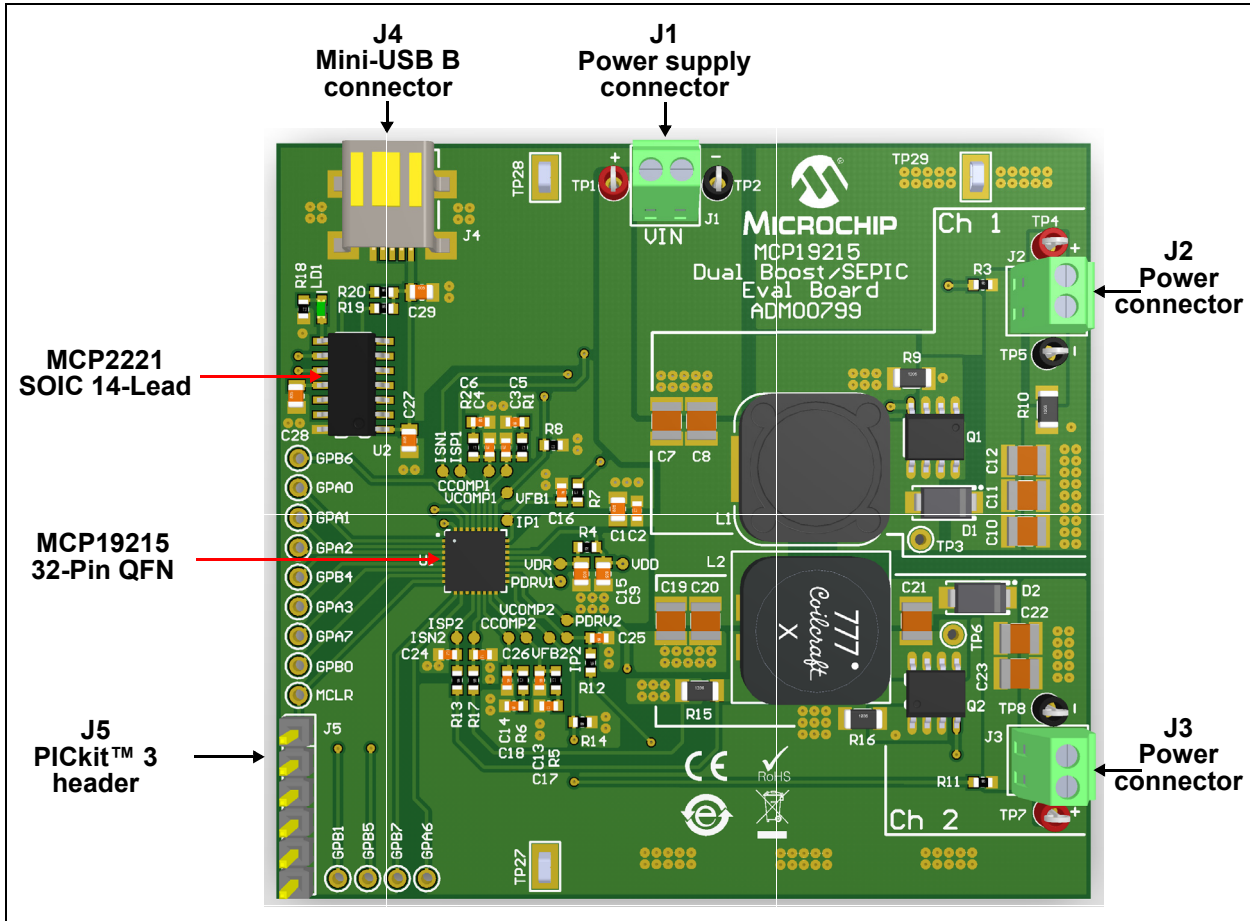 J4
Mini-USB B
connector
J1
Power supply
connector
TP28
TP1
+
-
TP2
J1
VIN
TP29
MICROCHIP
®
MCP19215
Dual Boost/SEPIC
Eval Board
ADM00799
Ch 1
TP4
+
J2
R3
TP5
-
J2
Power
connector
J4
R18
LD1
R20
R19
C29
MCP2221
SOIC 14-Lead
C28
U2
C27
R9
R10
Q1
C6
R2
C4
C5
C3
R1
R8
ISN1
ISP1
CCOMP1
VCOMP1
VFB1
IP1
C16
R7
C1
C2
C7
C8
L1
D1
TP3
C12
C11
C10
GPB6
GPA0
GPA1
GPA2
GPB4
GPA3
GPA7
GPB0
MCLR
MCP19215
32-Pin QFN
R4
VDR
VDD
PDRV1
C15
C9
L2
C19
C20
777
Coilcraft
X
C21
D2
C22
TP6
C23
Q2
VCOMP2
CCOMP2
ISP2
ISN2
PDRV2
VFB2
IP2
C25
C24
C26
R12
R13
R17
C14
R6
C18
C13
R5
C17
R14
R15
R16
TP8
-
J3
R11
TP7
+
Ch 2
J3
Power
connector
J5
PICkit™ 3
header
J5
GPB1
GPB5
GPB7
GPA6
TP27
CE
RoHS
e